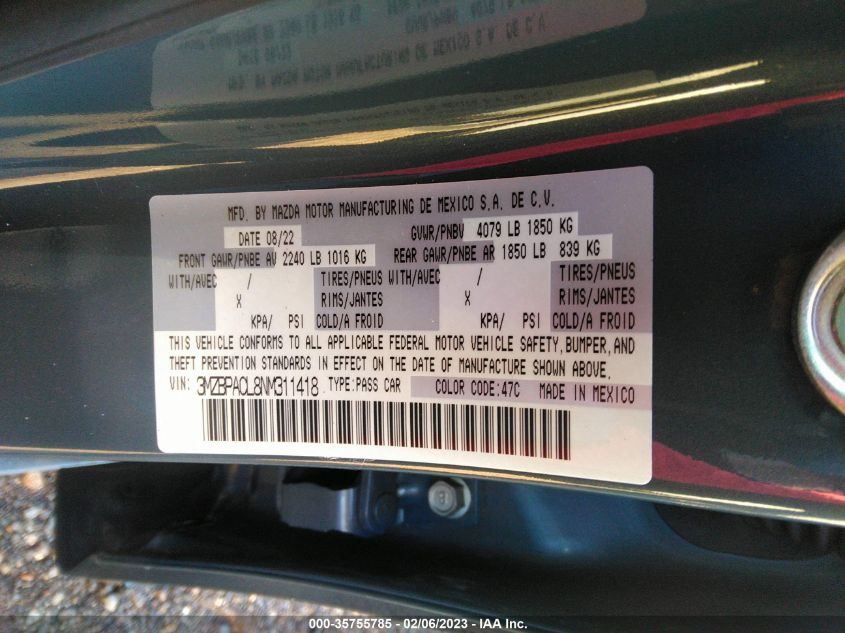 MFD. BY MAZDA MOTOR MANUFACTURING DE MEXICO S.A. DE C.V.
DATE 08/22 GVWR/PNBV 4079 LB 1850 KG
FRONT GAWR/PNBE AV 2240 LB 1016 KG REAR GAWR/PNBE AR 1850 LB 839 KG
WITH/AVEC / TIRES/PNEUS WITH/AVEC / TIRES/PNEUS
X RIMS/JANTES X RIMS/JANTES
KPA/ PSI COLD/A FROID KPA/ PSI COLD/A FROID
THIS VEHICLE CONFORMS TO ALL APPLICABLE FEDERAL MOTOR VEHICLE SAFETY,BUMPER,AND
THEFT PREVENTION STANDARDS IN EFFECT ON THE DATE OF MANUFACTURE SHOWN ABOVE.
VIN: 3MZBPACL8NM311418 TYPE:PASS CAR COLOR CODE:47C MADE IN MEXICO
8
000-35755785 - 02/06/2023 - IAA Inc.